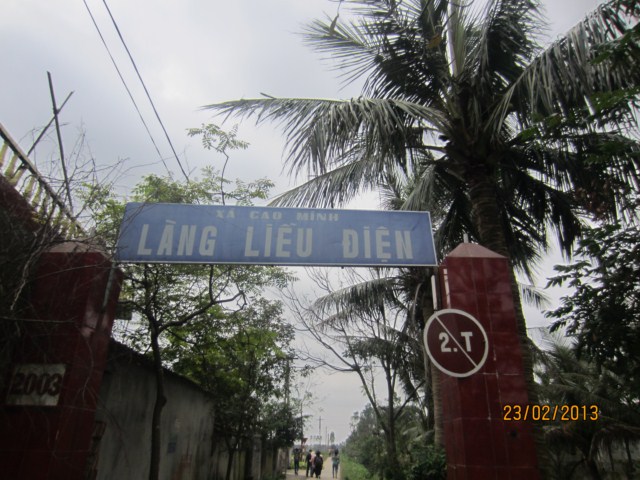 XÃ CAO MINH
LÀNG LIỄU ĐIỆN
2.T
2003
23/02/2013